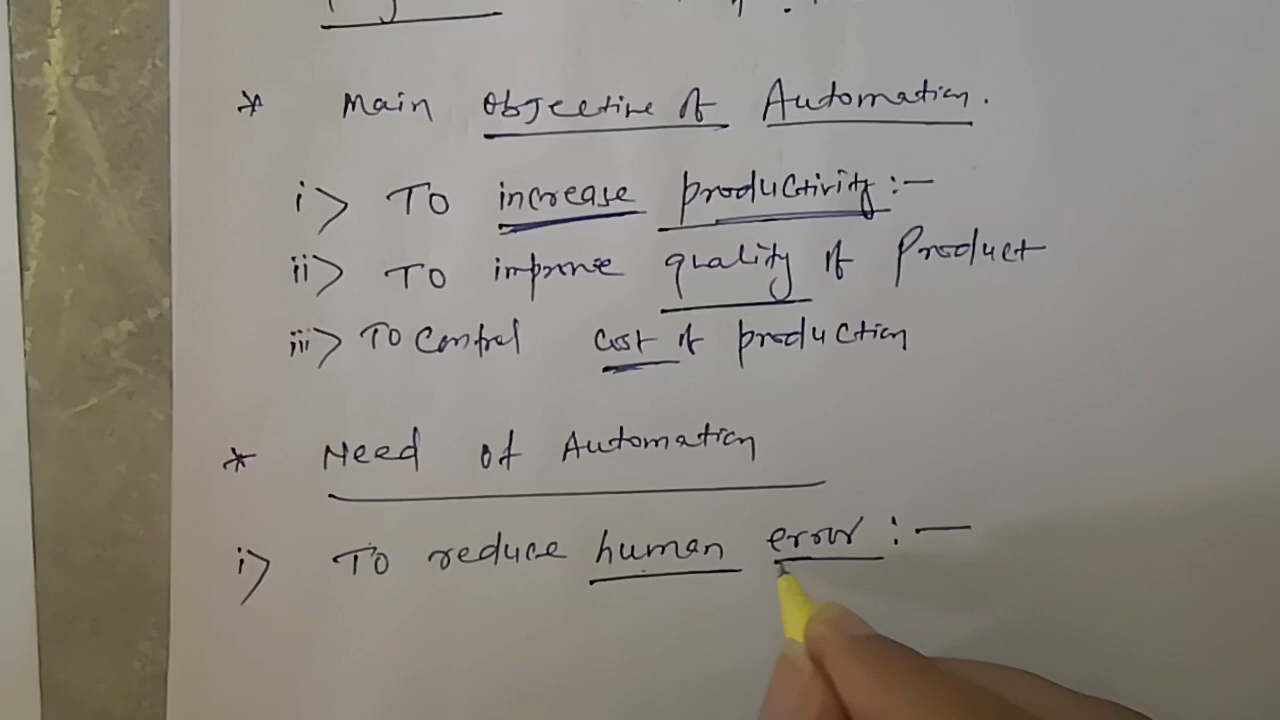 * Main Objective of Automation.
i> To increase productivity :-
ii> To improve quality of Product
iii> To Control Cost of production
* Need of Automation
i> To reduce human error :-